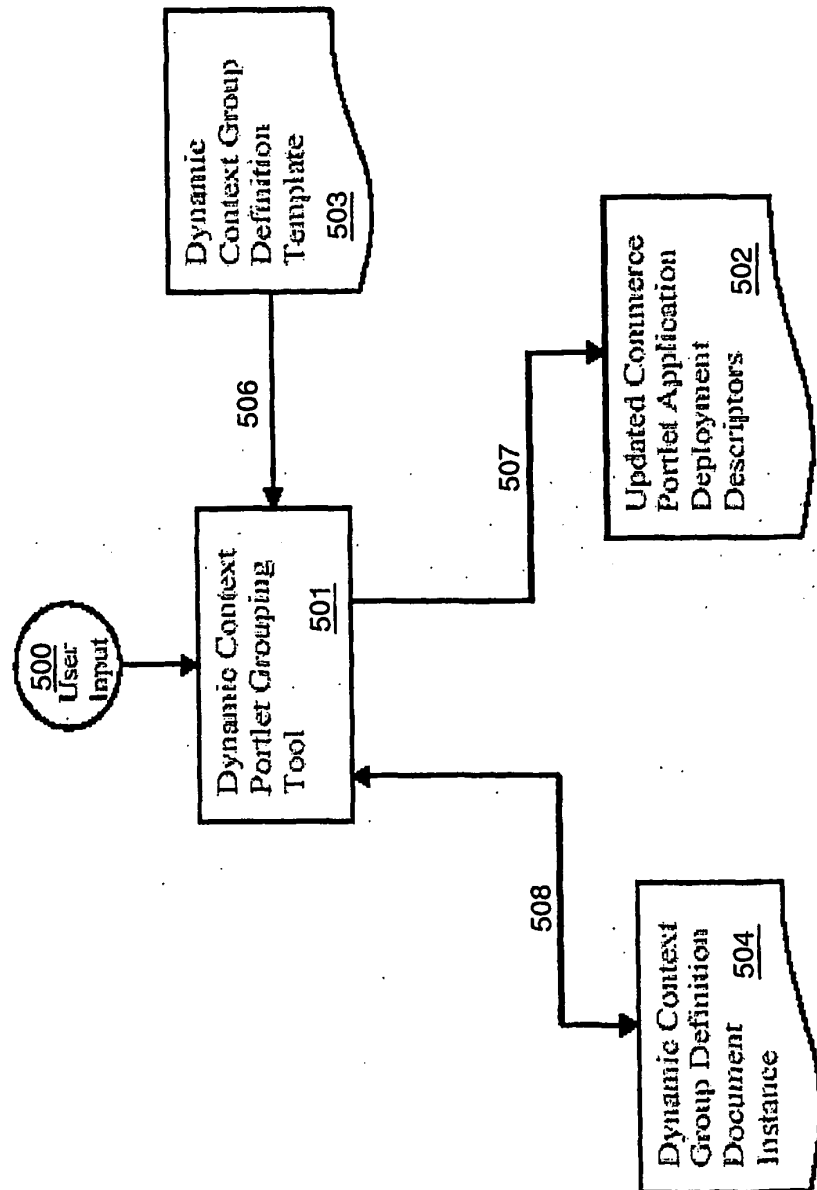 500
User
Input
Dynamic Context
Portlet Grouping
Tool 501
506
Dynamic
Context Group
Definition
Template
503
508
507
Dynamic Context
Group Definition
Document
Instance 504
Updated Commerce
Portlet Application
Deployment
Descriptors 502